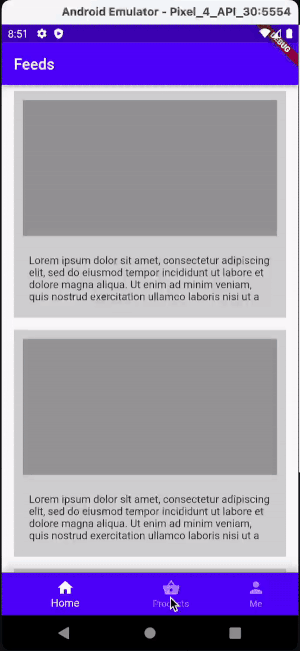 Android Emulator - Pixel_4_API_30:5554
8:51
DEBUG
Feeds
Lorem ipsum dolor sit amet, consectetur adipiscing
elit, sed do eiusmod tempor incididunt ut labore et
dolore magna aliqua. Ut enim ad minim veniam,
quis nostrud exercitation ullamco laboris nisi ut a
Lorem ipsum dolor sit amet, consectetur adipiscing
elit, sed do eiusmod tempor incididunt ut labore et
dolore magna aliqua. Ut enim ad minim veniam,
quis nostrud exercitation ullamco laboris nisi ut a
Home Products Me